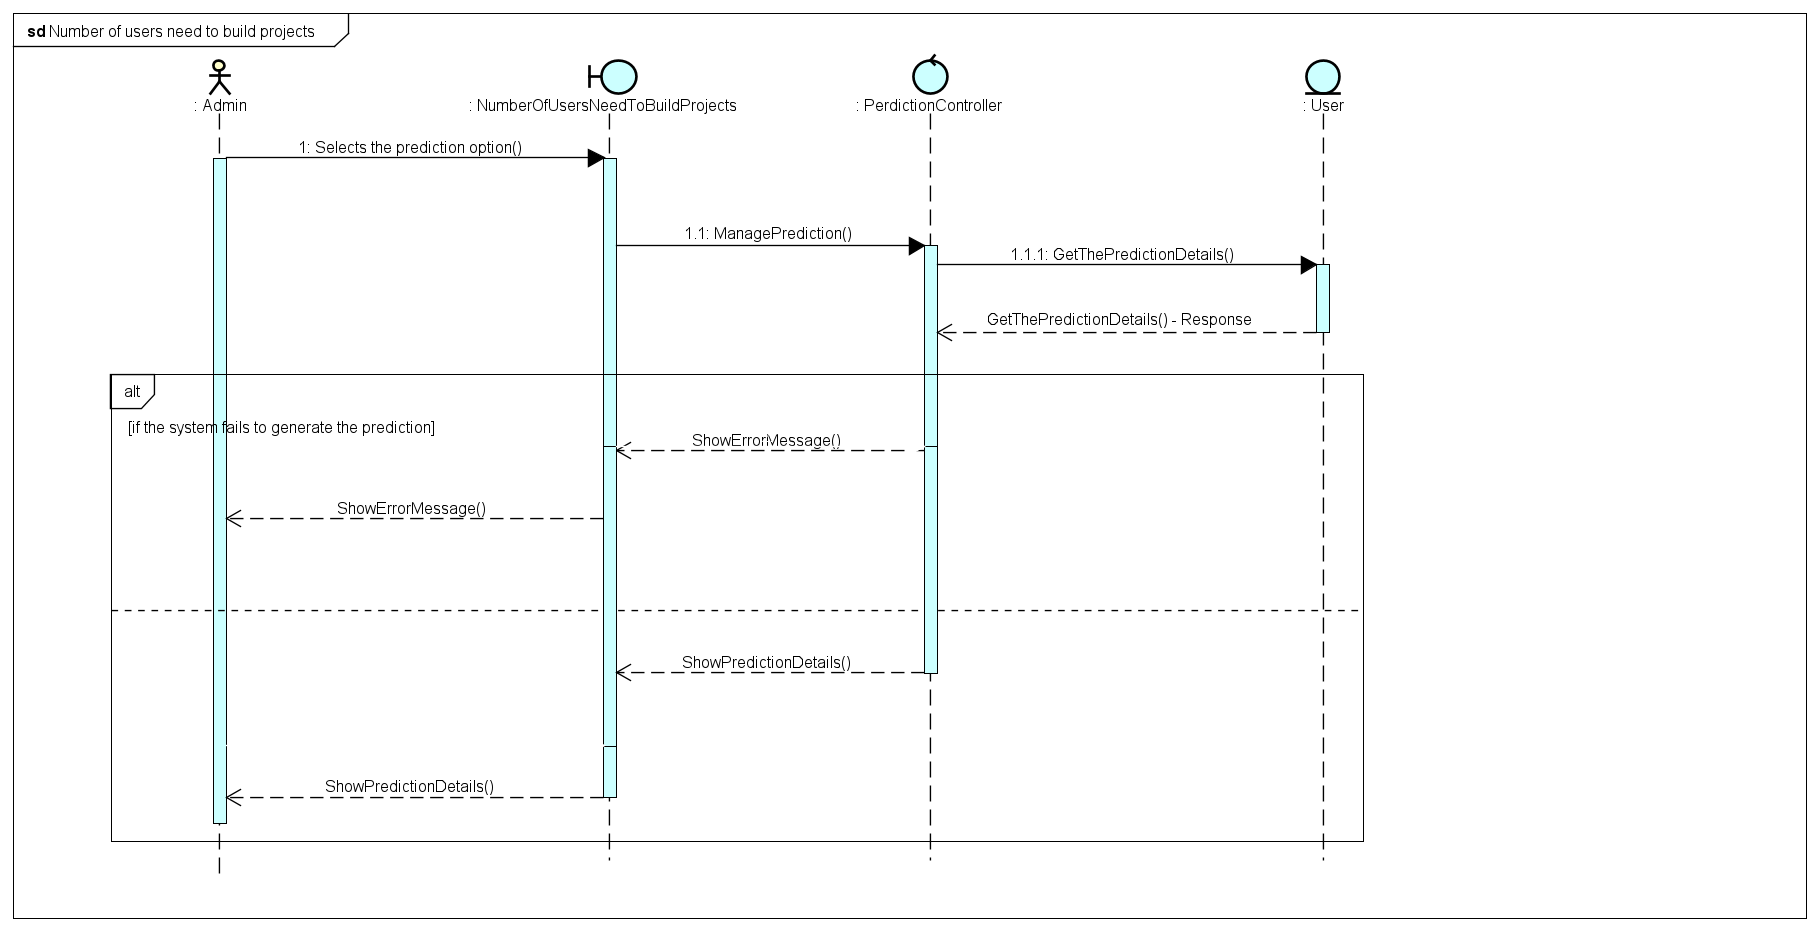 sd Number of users need to build projects
: Admin
: NumberOfUsersNeedToBuildProjects
: PerdictionController
: User
1: Selects the prediction option()
1.1: ManagePrediction()
1.1.1: GetThePredictionDetails()
GetThePredictionDetails() - Response
alt
[if the system fails to generate the prediction]
ShowErrorMessage()
ShowErrorMessage()
ShowPredictionDetails()
ShowPredictionDetails()